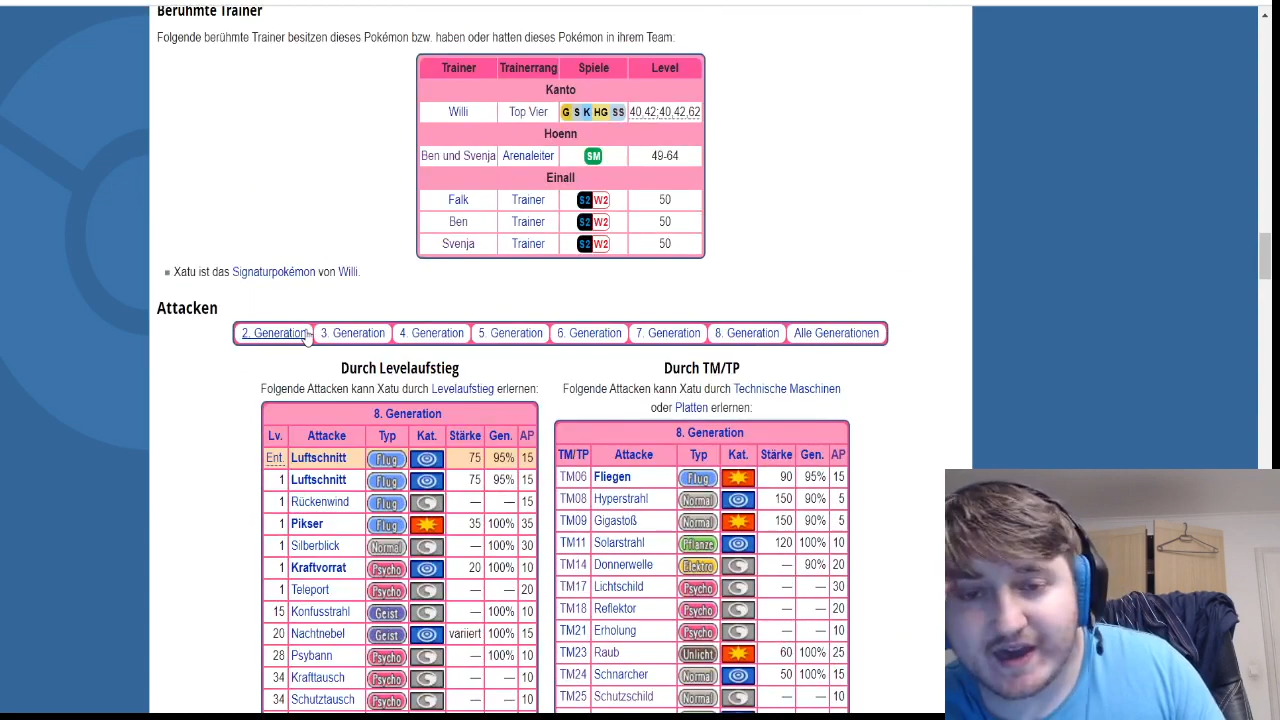 Berühmte Trainer
Folgende berühmte Trainer besitzen dieses Pokémon bzw. haben oder hatten dieses Pokémon in ihrem Team:
Trainer Trainerrang Spiele Level
Kanto
Willi Top Vier G S K HG SS 40,42;40,42,62
Hoenn
Ben und Svenja Arenaleiter SM 49-64
Einall
Falk Trainer S2 W2 50
Ben Trainer S2 W2 50
Svenja Trainer S2 W2 50
Xatu ist das Signaturpokémon von Willi.
Attacken
2. Generation 3. Generation 4. Generation 5. Generation 6. Generation 7. Generation 8. Generation Alle Generationen
Durch Levelaufstieg
Folgende Attacken kann Xatu durch Levelaufstieg erlernen:
8. Generation
Lv. Attacke Typ Kat. Stärke Gen. AP
Ent. Luftschnitt Flug 75 95% 15
1 Luftschnitt Flug 75 95% 15
1 Rückenwind Flug — — 15
1 Pikser Flug 35 100% 35
1 Silberblick Normal — 100% 30
1 Kraftvorrat Psycho 20 100% 10
1 Teleport Psycho — — 20
15 Konfusstrahl Geist — 100% 10
20 Nachtnebel Geist variiert 100% 15
28 Psybann Psycho — 100% 10
34 Krafttausch Psycho — — 10
34 Schutztausch Psycho — — 10
Durch TM/TP
Folgende Attacken kann Xatu durch Technische Maschinen
oder Platten erlernen:
8. Generation
TM/TP Attacke Typ Kat. Stärke Gen. AP
TM06 Fliegen Flug 90 95% 15
TM08 Hyperstrahl Normal 150 90% 5
TM09 Gigastoß Normal 150 90% 5
TM11 Solarstrahl Pflanze 120 100% 10
TM14 Donnerwelle Elektro — 90% 20
TM17 Lichtschild Psycho — — 30
TM18 Reflektor Psycho — — 20
TM21 Erholung Psycho — — 10
TM23 Raub Unlicht 60 100% 25
TM24 Schnarcher Normal 50 100% 15
TM25 Schutzschild Normal — — 10